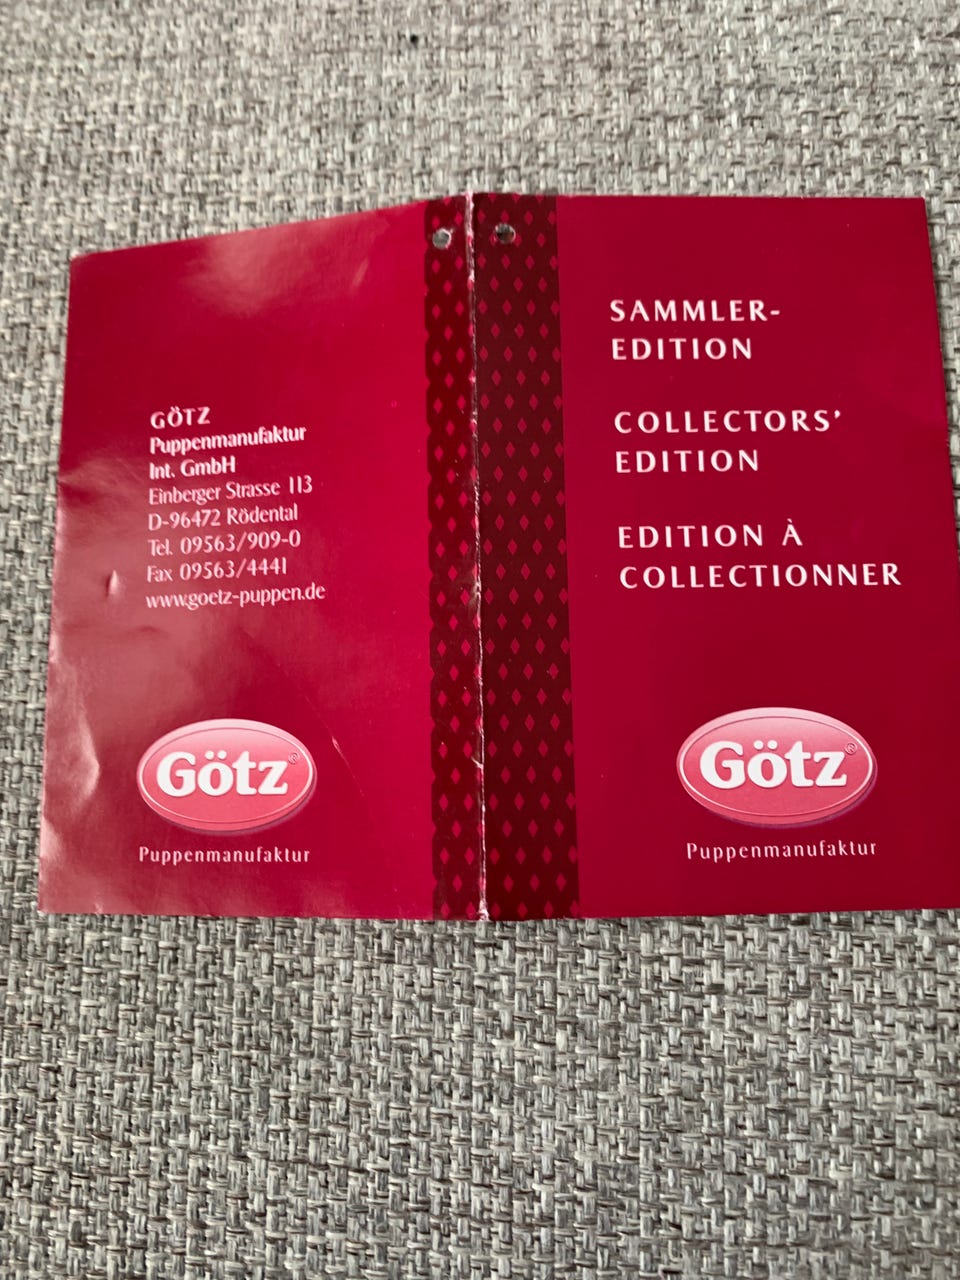 GÖTZ
Puppenmanufaktur
Int. GmbH
Einberger Strasse 113
D-96472 Rödental
Tel. 09563/909-0
Fax 09563/4441
www.goetz-puppen.de
Götz®
Puppenmanufaktur
SAMMLER-
EDITION
COLLECTORS'
EDITION
EDITION À
COLLECTIONNER
Götz®
Puppenmanufaktur